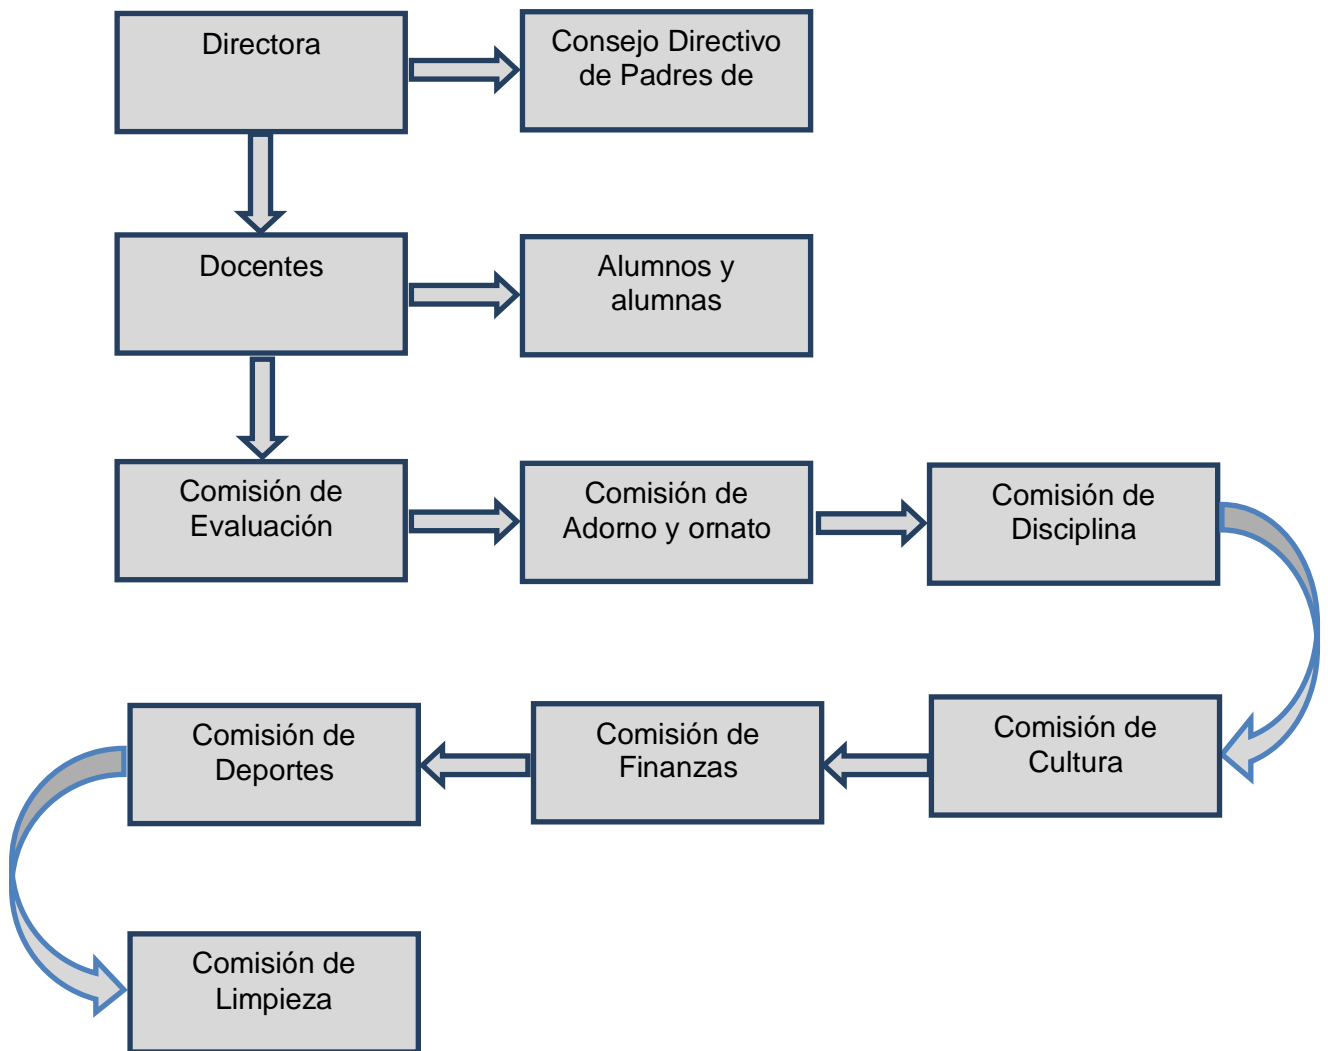 Directora
Consejo Directivo
de Padres de
Docentes
Alumnos y
alumnas
Comisión de
Evaluación
Comisión de
Adorno y ornato
Comisión de
Disciplina
Comisión de
Cultura
Comisión de
Finanzas
Comisión de
Deportes
Comisión de
Limpieza